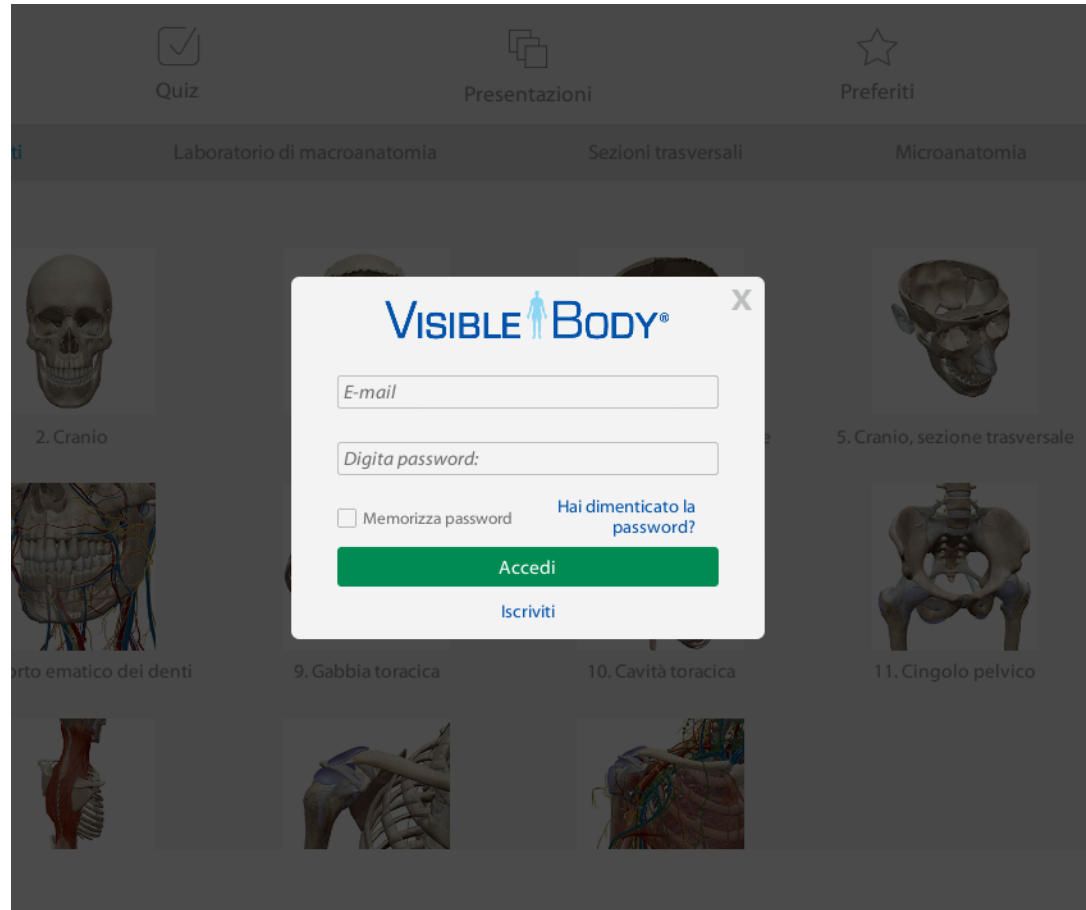 Quiz
Presentazioni
Preferiti
ti
Laboratorio di macroanatomia
Sezioni trasversali
Microanatomia
VISIBLE BODY®
X
E-mail
Digita password:
Memorizza password
Hai dimenticato la
password?
Accedi
Iscriviti
2. Cranio
e
5. Cranio, sezione trasversale
orto ematico dei denti
9. Gabbia toracica
10. Cavità toracica
11. Cingolo pelvico